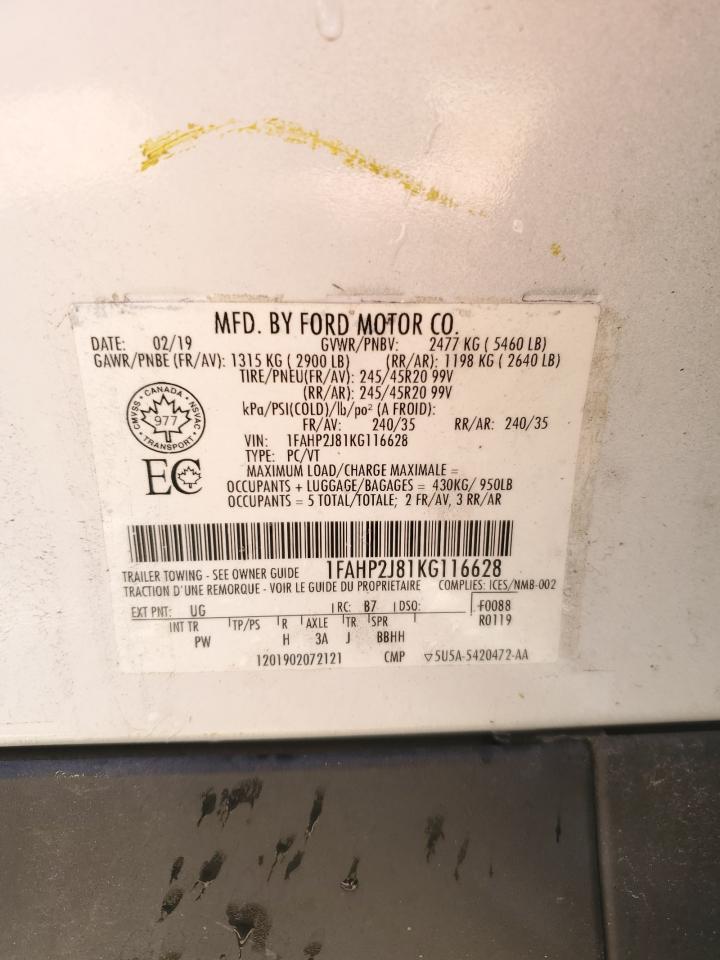 MFD. BY FORD MOTOR CO.
DATE: 02/19 GVWR/PNBV: 2477 KG ( 5460 LB)
GAWR/PNBE (FR/AV): 1315 KG ( 2900 LB) (RR/AR): 1198 KG ( 2640 LB)
TIRE/PNEU(FR/AV): 245/45R20 99V
(RR/AR): 245/45R20 99V
kPa/PSI(COLD)/lb/po² (A FROID):
FR/AV: 240/35 RR/AR: 240/35
VIN: 1FAHP2J81KG116628
TYPE: PC/VT
CMVSS · CANADA · NSVAC · TRANSPORT · 977
EC
MAXIMUM LOAD/CHARGE MAXIMALE =
OCCUPANTS + LUGGAGE/BAGAGES = 430KG/ 950LB
OCCUPANTS = 5 TOTAL/TOTALE; 2 FR/AV, 3 RR/AR
1FAHP2J81KG116628
TRAILER TOWING - SEE OWNER GUIDE
TRACTION D'UNE REMORQUE - VOIR LE GUIDE DU PROPRIETAIRE COMPLIES: ICES/NMB-002
EXT PNT: UG RC: B7 DSO: F0088
INT TR TP/PS R AXLE TR SPR R0119
PW H 3A J BBHH
1201902072121 CMP ▽5U5A-5420472-AA